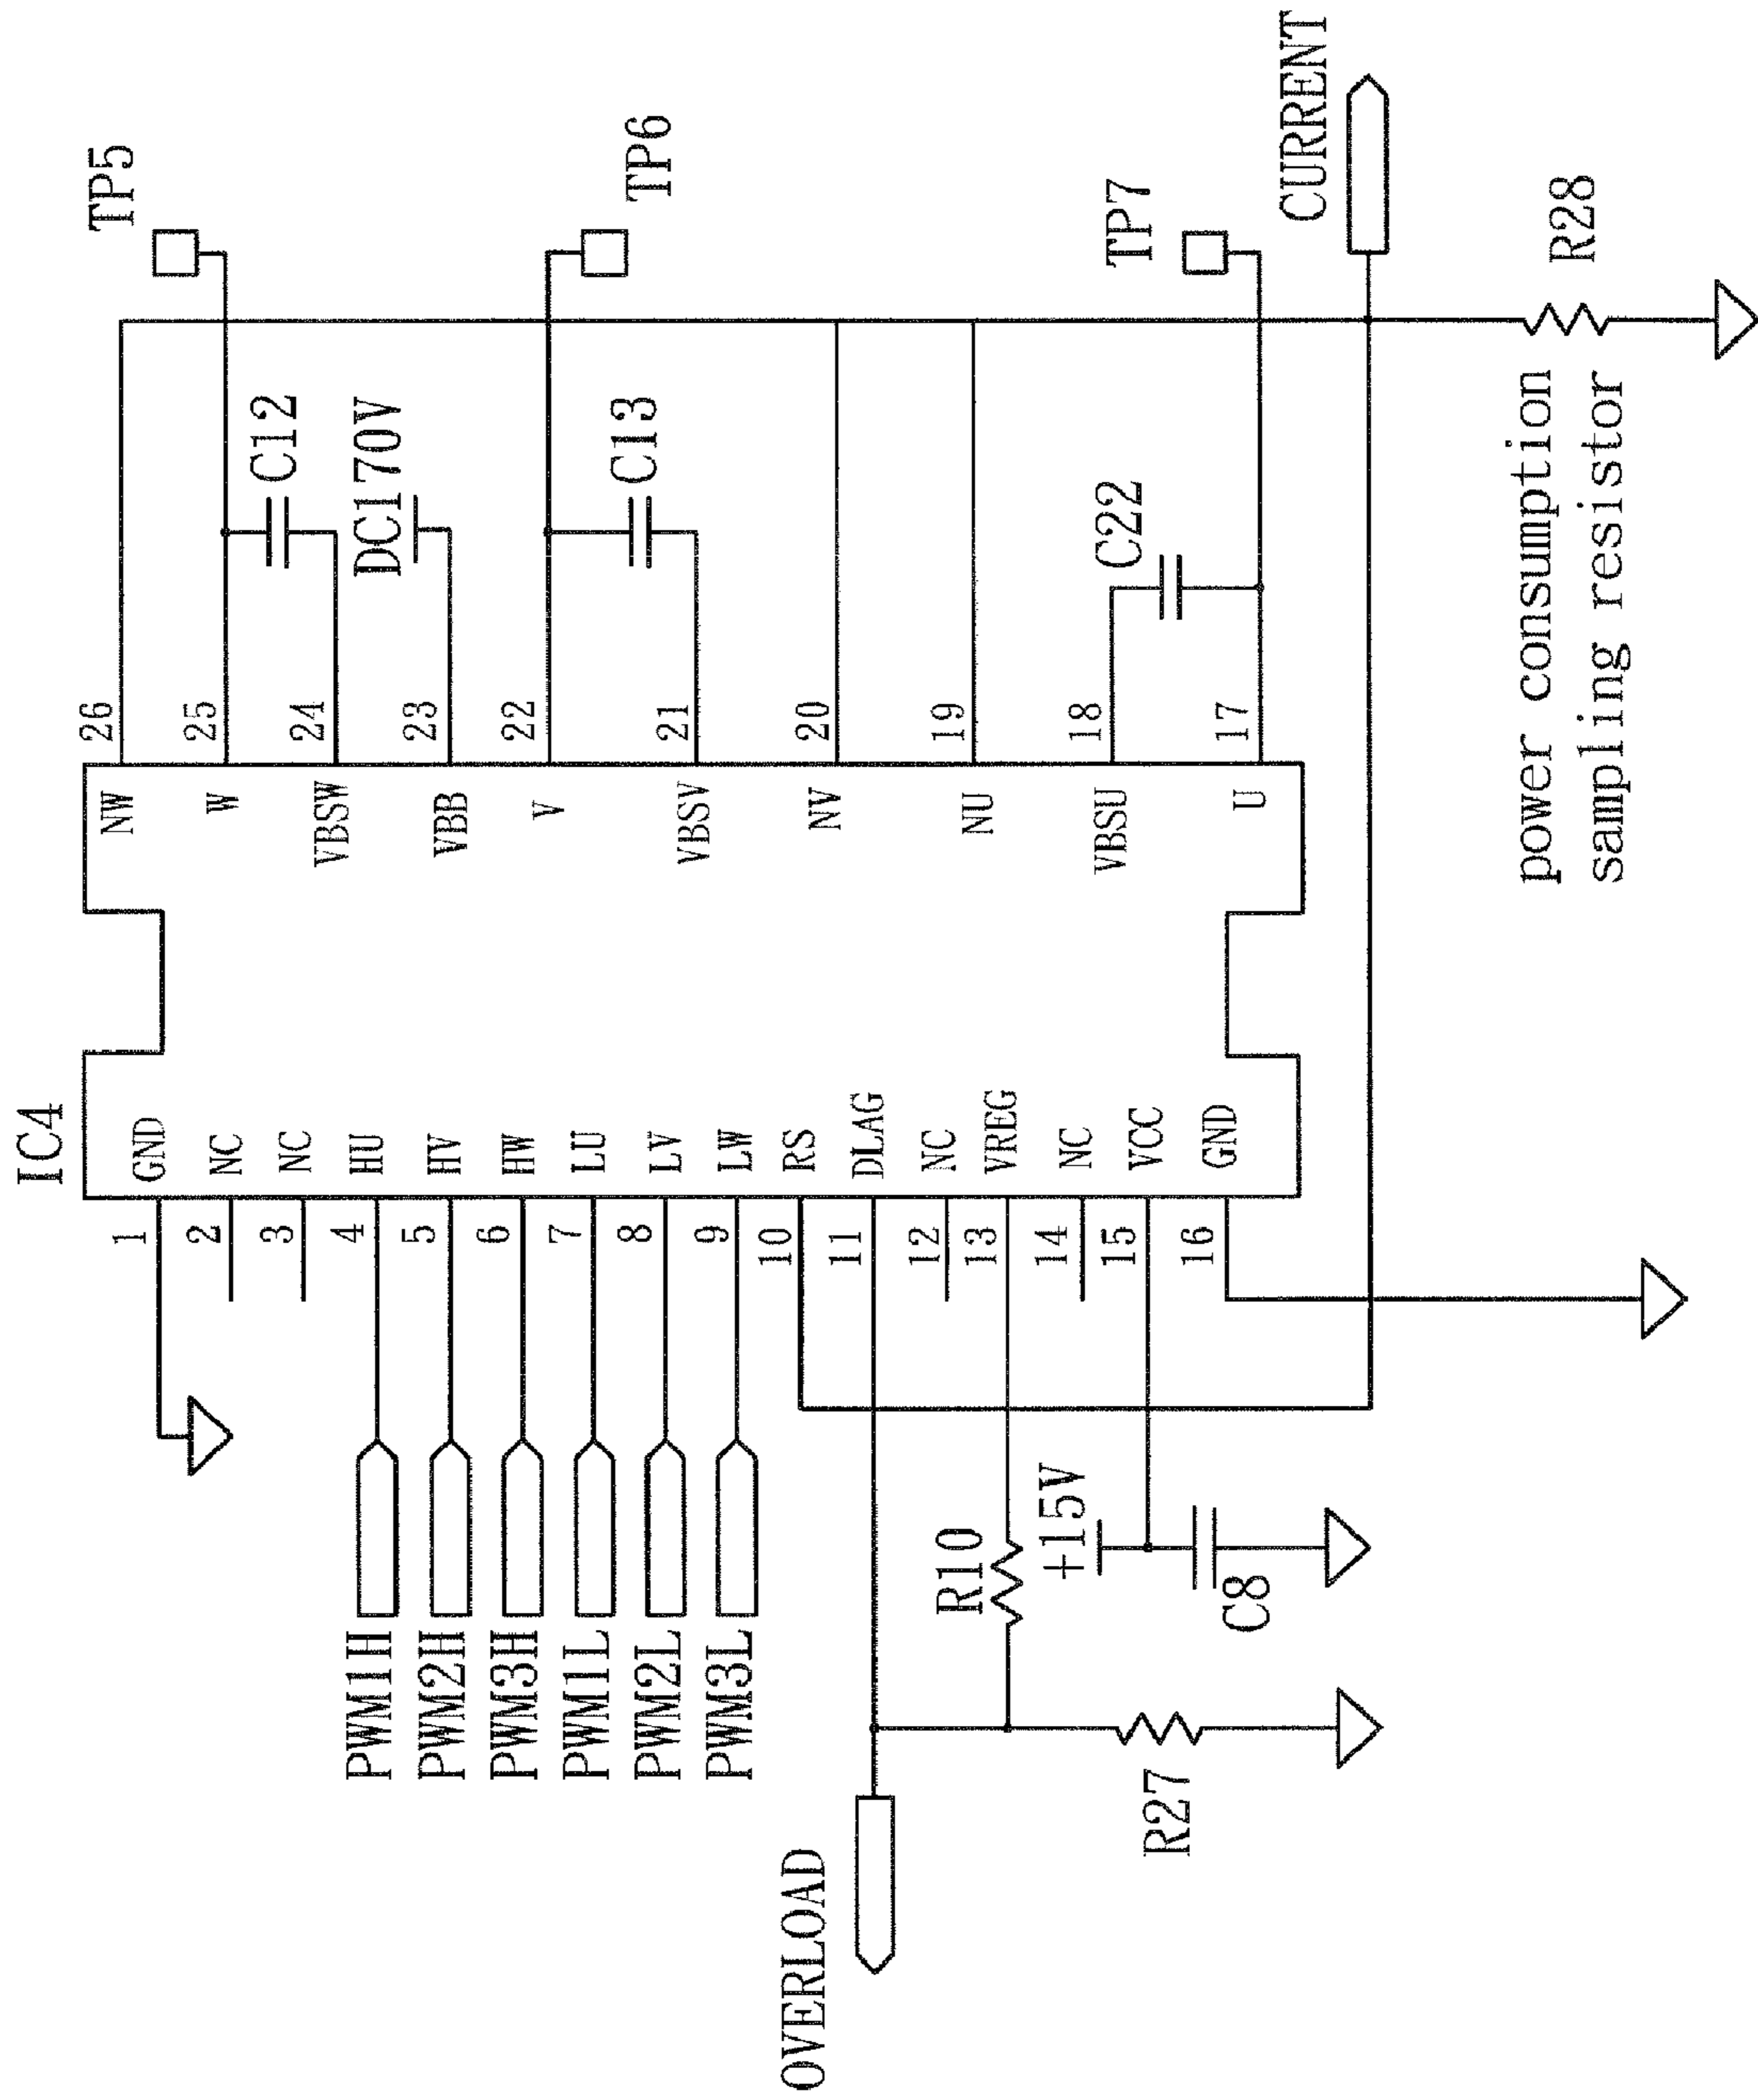 IC4
1
GND
2
NC
3
NC
PWM1H
4
HU
PWM2H
5
HV
PWM3H
6
HW
PWM1L
7
LU
PWM2L
8
LV
PWM3L
9
LW
10
RS
OVERLOAD
11
DLAG
12
NC
R10
13
VREG
14
NC
+15V
15
VCC
16
GND
C8
R27
NW
26
W
25
TP5
C12
VBSW
24
VBB
23
DC170V
V
22
TP6
C13
VBSV
21
NV
20
NU
19
VBSU
18
C22
U
17
TP7
CURRENT
R28
power consumption
sampling resistor